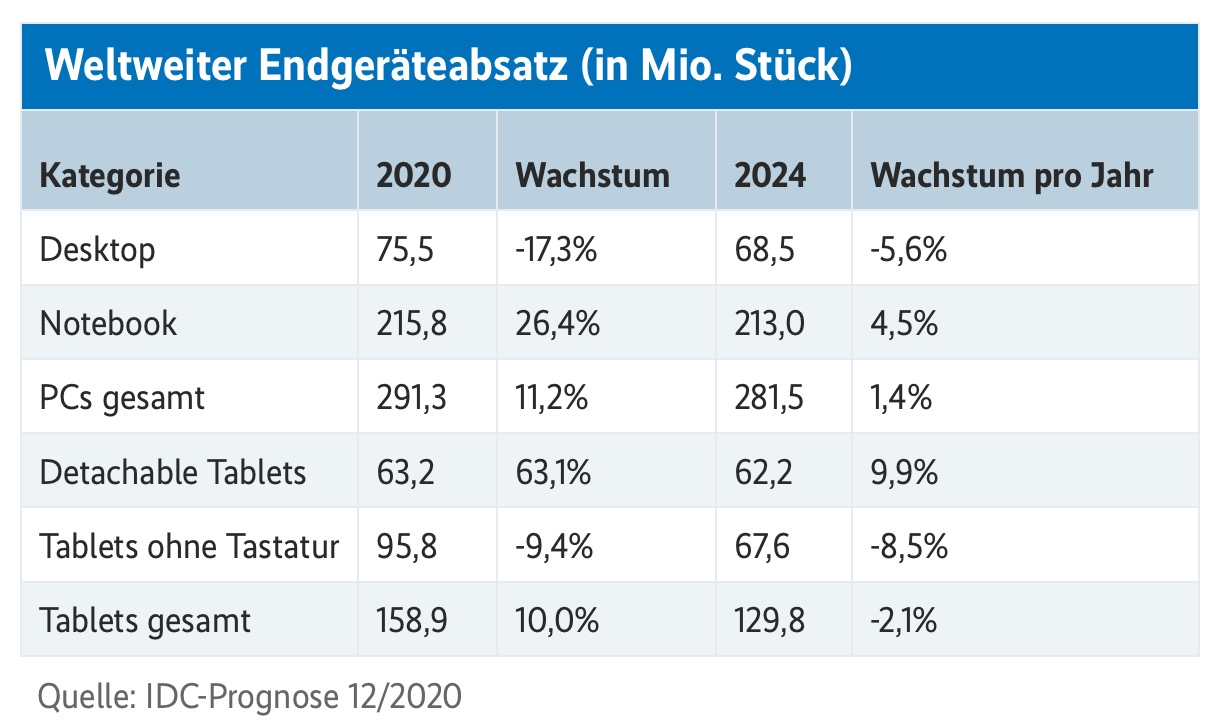 Weltweiter Endgeräteabsatz (in Mio. Stück)
Kategorie 2020 Wachstum 2024 Wachstum pro Jahr
Desktop 75,5 -17,3% 68,5 -5,6%
Notebook 215,8 26,4% 213,0 4,5%
PCs gesamt 291,3 11,2% 281,5 1,4%
Detachable Tablets 63,2 63,1% 62,2 9,9%
Tablets ohne Tastatur 95,8 -9,4% 67,6 -8,5%
Tablets gesamt 158,9 10,0% 129,8 -2,1%
Quelle: IDC-Prognose 12/2020